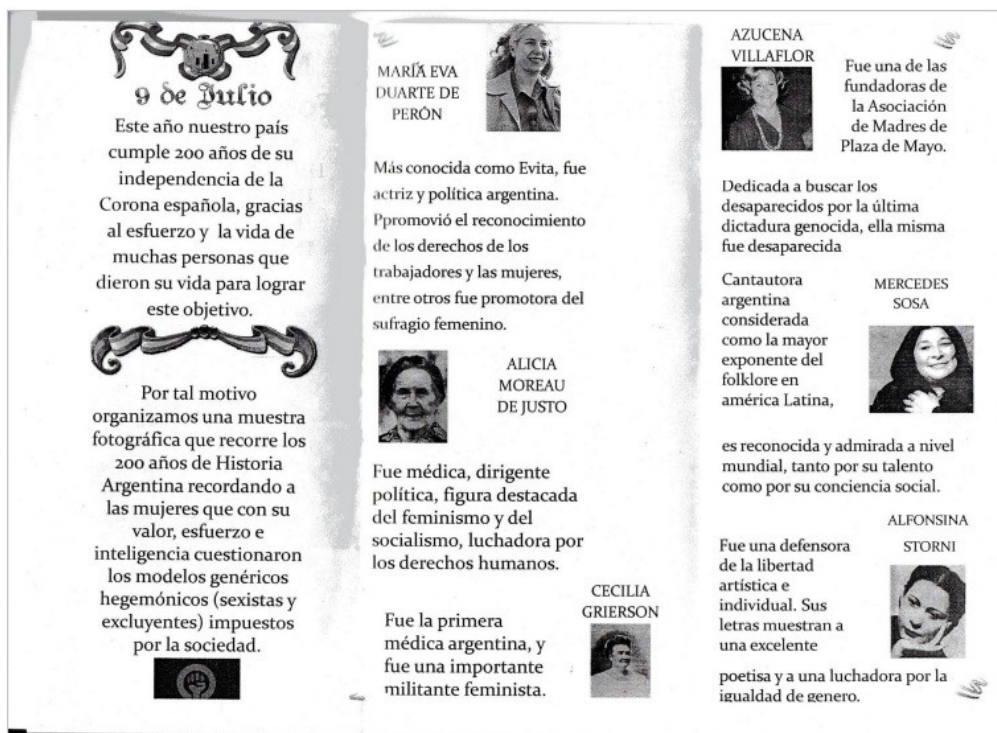 9 de Julio
Este año nuestro país
cumple 200 años de su
independencia de la
Corona española, gracias
al esfuerzo y la vida de
muchas personas que
dieron su vida para lograr
este objetivo.
Por tal motivo
organizamos una muestra
fotográfica que recorre los
200 años de Historia
Argentina recordando a
las mujeres que con su
valor, esfuerzo e
inteligencia cuestionaron
los modelos genéricos
hegemónicos (sexistas y
excluyentes) impuestos
por la sociedad.
MARÍA EVA
DUARTE DE
PERÓN
Más conocida como Evita, fue
actriz y política argentina.
Ppromovió el reconocimiento
de los derechos de los
trabajadores y las mujeres,
entre otros fue promotora del
sufragio femenino.
ALICIA
MOREAU
DE JUSTO
Fue médica, dirigente
política, figura destacada
del feminismo y del
socialismo, luchadora por
los derechos humanos.
CECILIA
GRIERSON
Fue la primera
médica argentina, y
fue una importante
militante feminista.
AZUCENA
VILLAFLOR
Fue una de las
fundadoras de
la Asociación
de Madres de
Plaza de Mayo.
Dedicada a buscar los
desaparecidos por la última
dictadura genocida, ella misma
fue desaparecida
MERCEDES
SOSA
Cantautora
argentina
considerada
como la mayor
exponente del
folklore en
américa Latina,
es reconocida y admirada a nivel
mundial, tanto por su talento
como por su conciencia social.
ALFONSINA
STORNI
Fue una defensora
de la libertad
artística e
individual. Sus
letras muestran a
una excelente
poetisa y a una luchadora por la
igualdad de genero.